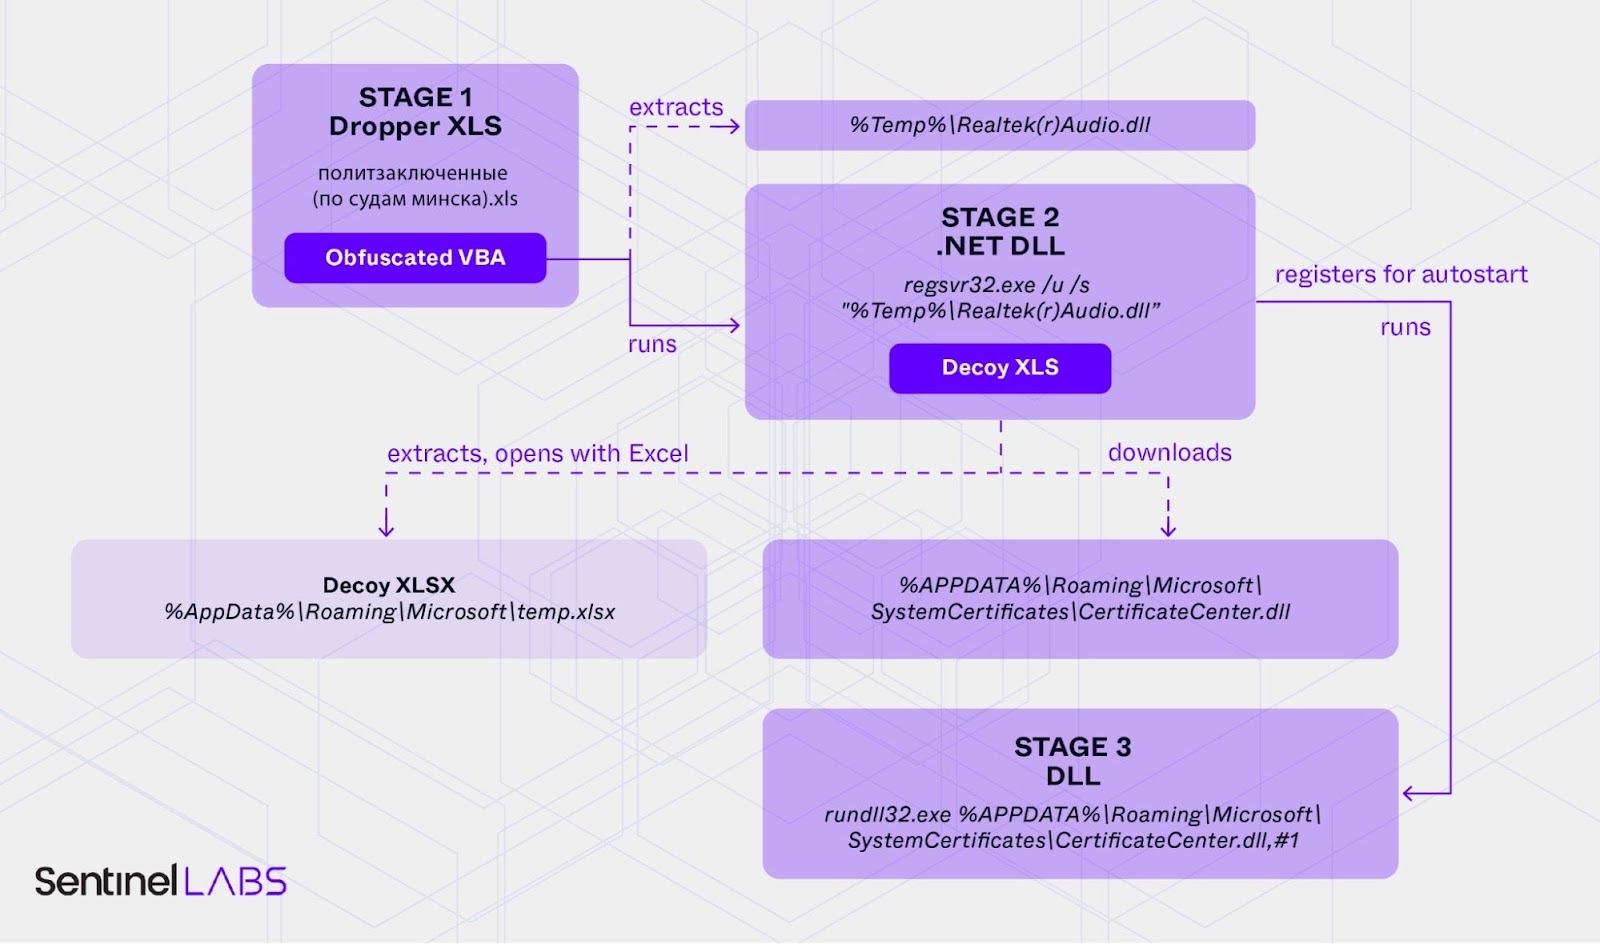 STAGE 1
Dropper XLS
политзаключенные
(по судам минска).xls
Obfuscated VBA
extracts
%Temp%\Realtek(r)Audio.dll
runs
STAGE 2
.NET DLL
regsvr32.exe /u /s
"%Temp%\Realtek(r)Audio.dll”
Decoy XLS
registers for autostart
runs
extracts, opens with Excel
downloads
Decoy XLSX
%AppData%\Roaming\Microsoft\temp.xlsx
%APPDATA%\Roaming\Microsoft\
SystemCertificates\CertificateCenter.dll
STAGE 3
DLL
rundll32.exe %APPDATA%\Roaming\Microsoft\
SystemCertificates\CertificateCenter.dll,#1
Sentinel LABS